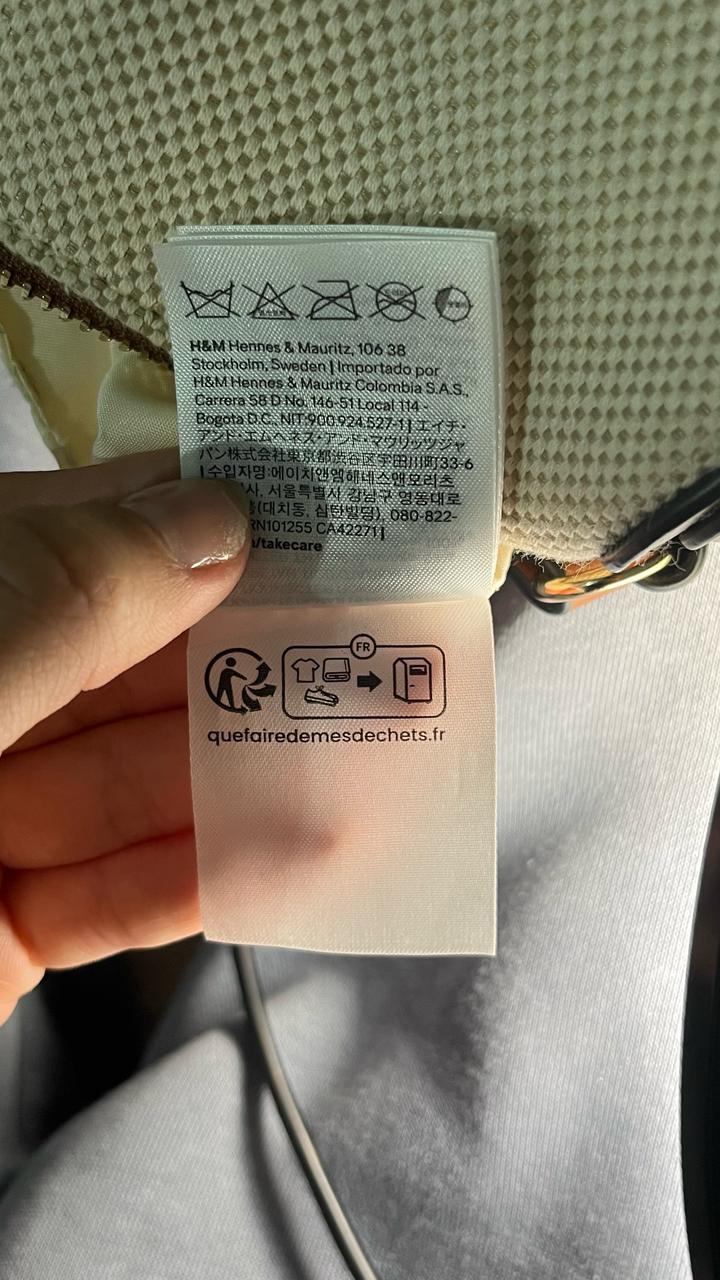 H&M Hennes & Mauritz, 106 38
Stockholm, Sweden | Importado por
H&M Hennes & Mauritz Colombia S.A.S.,
Carrera 58 D No. 146-51 Local 114 -
Bogota D.C., NIT:900.924.527-1 | エイチ・
アンド・エムヘネス・アンド・マウリッツジャ
パン株式会社東京都渋谷区宇田川町33-6
| 수입자명:에이치앤엠헤네스앤모리츠
서울특별시 강남구 영동대로
(대치동, 삼탄빌딩), 080-822-
RN101255 CA42271 |
/takecare
FR
quefairedemesdechets.fr